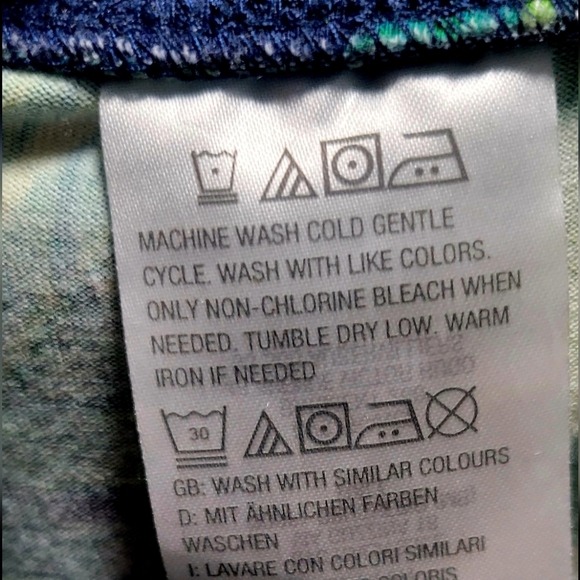 MACHINE WASH COLD GENTLE
CYCLE. WASH WITH LIKE COLORS.
ONLY NON-CHLORINE BLEACH WHEN
NEEDED. TUMBLE DRY LOW. WARM
IRON IF NEEDED
30
GB: WASH WITH SIMILAR COLOURS
D: MIT ÄHNLICHEN FARBEN
WASCHEN
I: LAVARE CON COLORI SIMILARI
COLORIS